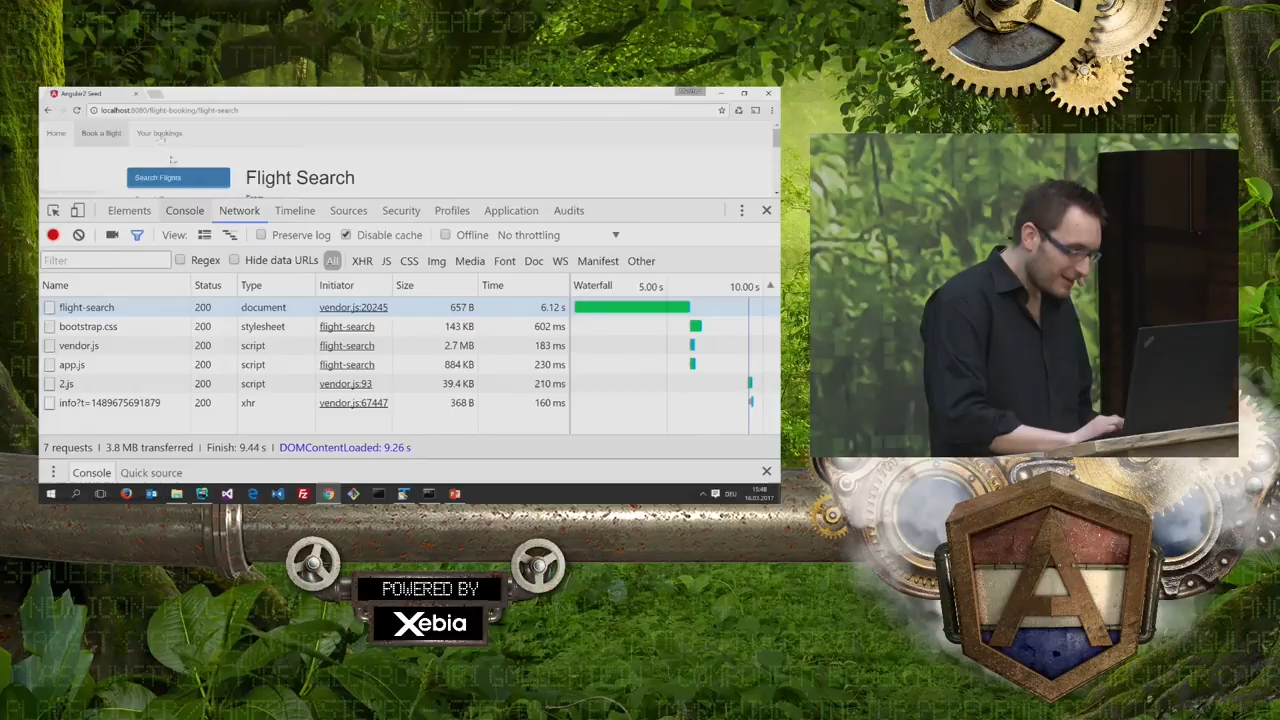 Angular2 Seed
localhost:8080/flight-booking/flight-search
Home Book a flight Your bookings
Search Flights Flight Search
Elements Console Network Timeline Sources Security Profiles Application Audits
View: Preserve log Disable cache Offline No throttling
Filter Regex Hide data URLs All XHR JS CSS Img Media Font Doc WS Manifest Other
Name Status Type Initiator Size Time Waterfall 5.00 s 10.00 s
flight-search 200 document vendor.js:20245 657 B 6.12 s
bootstrap.css 200 stylesheet flight-search 143 KB 602 ms
vendor.js 200 script flight-search 2.7 MB 183 ms
app.js 200 script flight-search 884 KB 230 ms
2.js 200 script vendor.js:93 39.4 KB 210 ms
info?t=1489675691879 200 xhr vendor.js:67447 368 B 160 ms
7 requests | 3.8 MB transferred | Finish: 9.44 s | DOMContentLoaded: 9.26 s
Console Quick source
DEU 15:48
16.03.2017
POWERED BY
Xebia
A